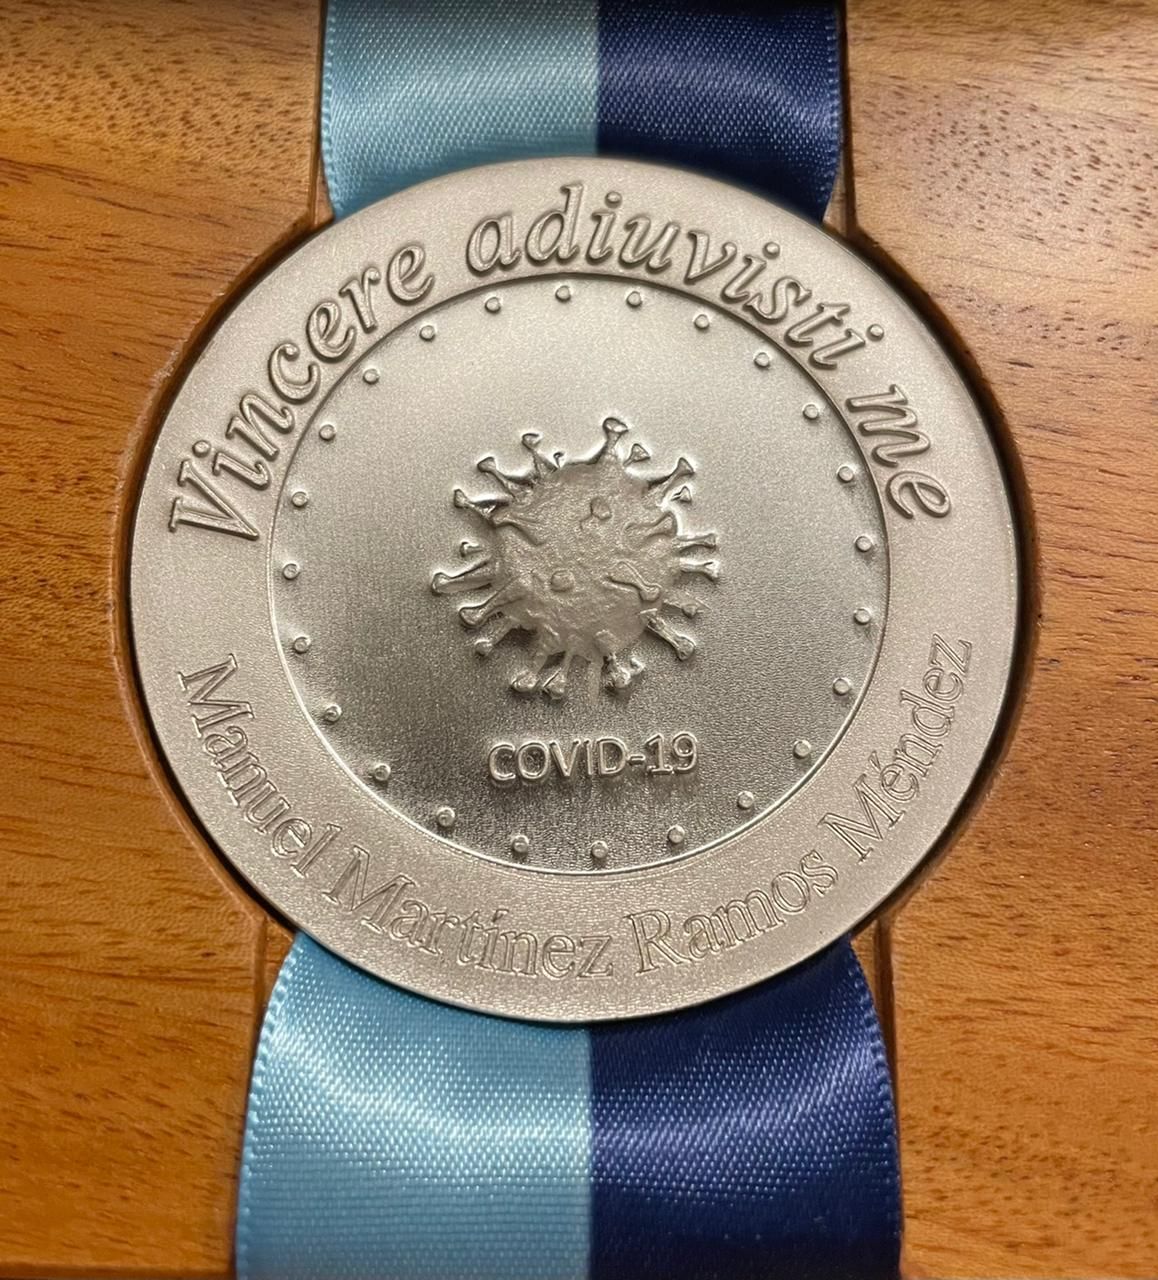 Vincere adiuvisti me
COVID-19
Manuel Martínez Ramos Méndez